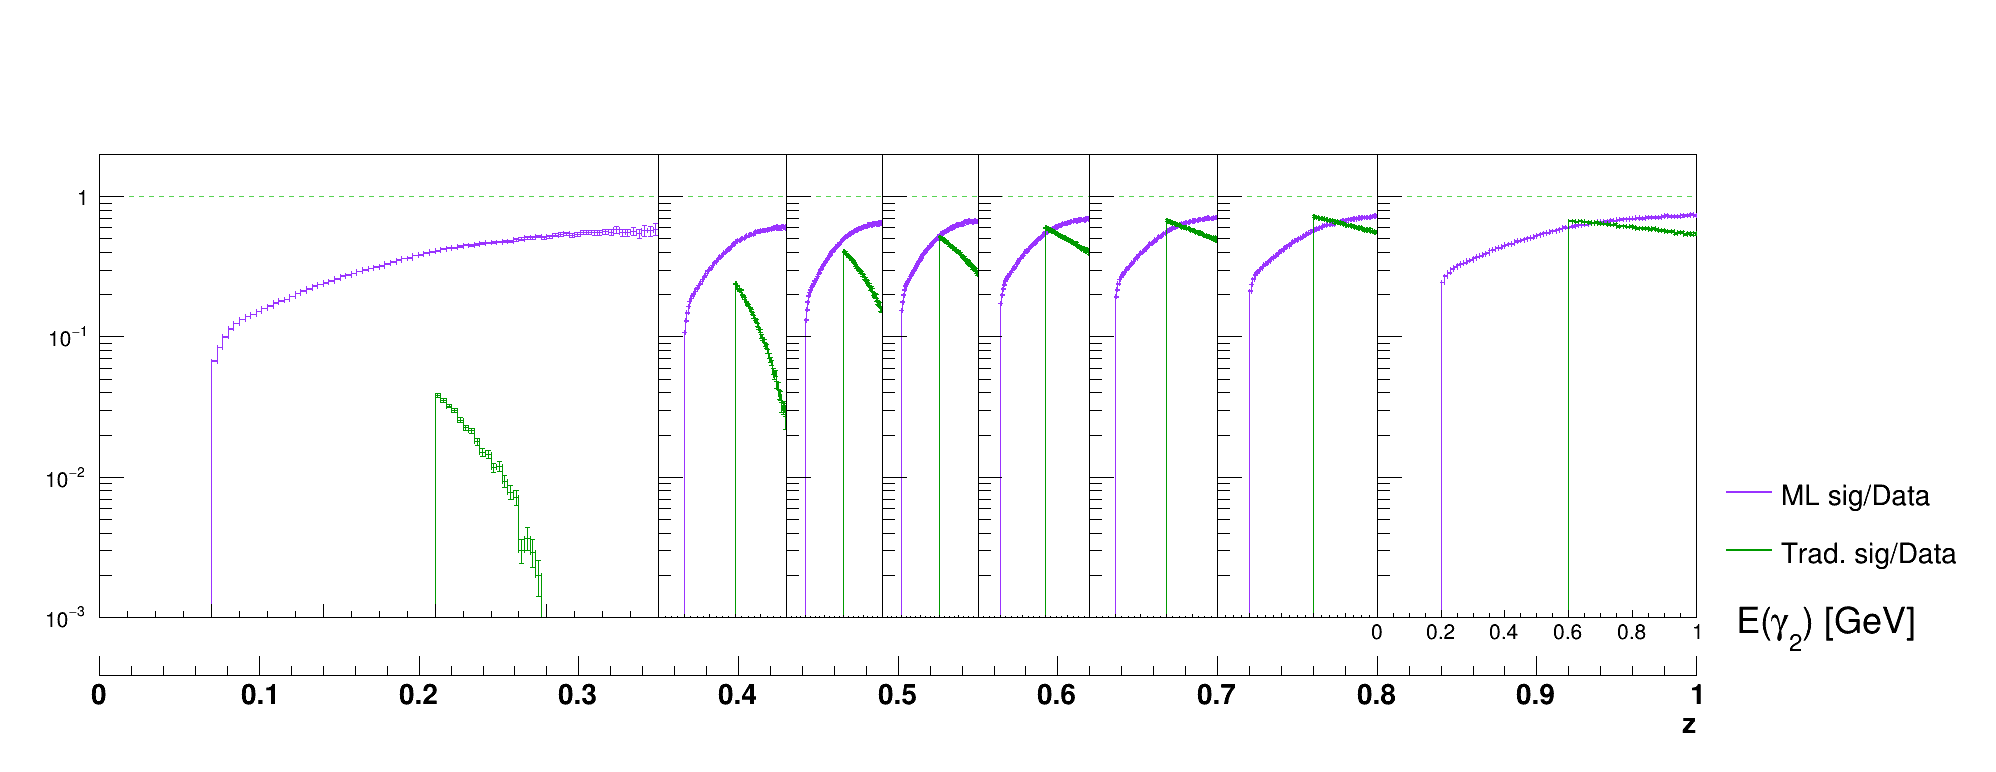 1
10⁻¹
10⁻²
10⁻³
ML sig/Data
Trad. sig/Data
E(γ₂) [GeV]
0 0.2 0.4 0.6 0.8 1
0 0.1 0.2 0.3 0.4 0.5 0.6 0.7 0.8 0.9 1
z